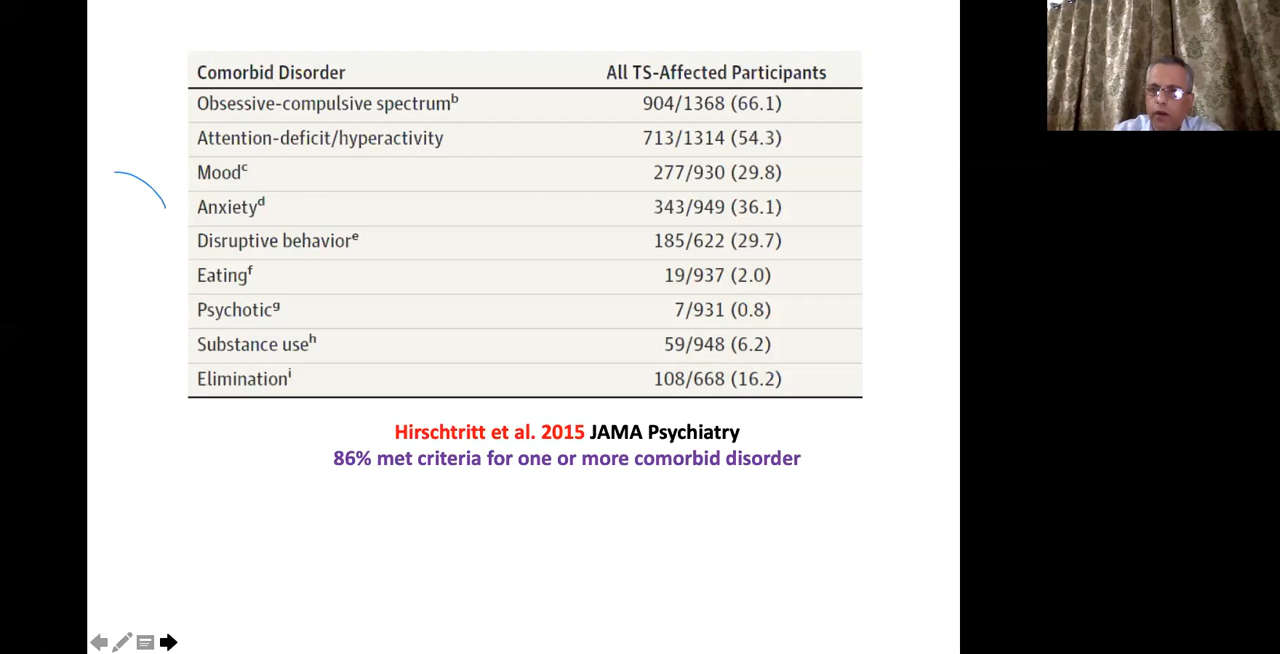 Comorbid Disorder All TS-Affected Participants
Obsessive-compulsive spectrumᵇ 904/1368 (66.1)
Attention-deficit/hyperactivity 713/1314 (54.3)
Moodᶜ 277/930 (29.8)
Anxietyᵈ 343/949 (36.1)
Disruptive behaviorᵉ 185/622 (29.7)
Eatingᶠ 19/937 (2.0)
Psychoticᵍ 7/931 (0.8)
Substance useʰ 59/948 (6.2)
Eliminationⁱ 108/668 (16.2)
Hirschtritt et al. 2015 JAMA Psychiatry
86% met criteria for one or more comorbid disorder